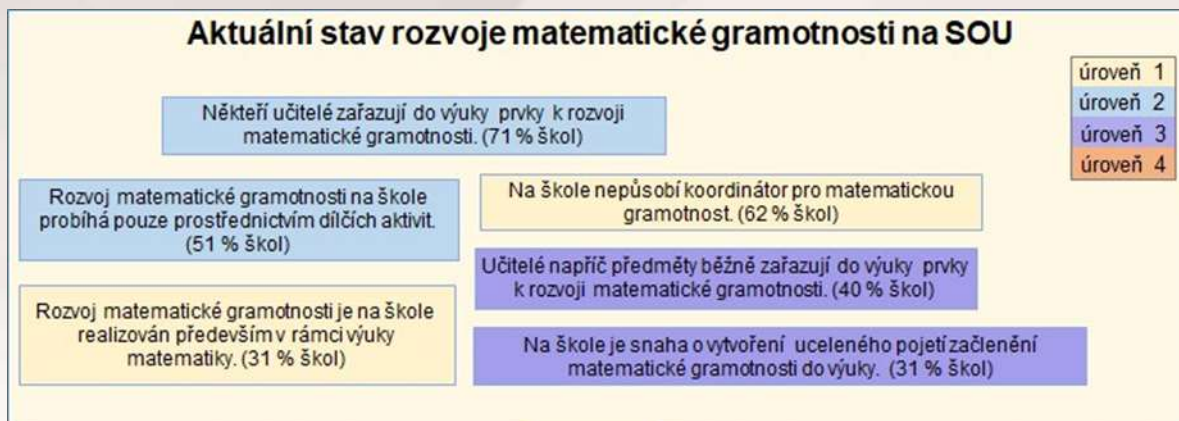 Aktuální stav rozvoje matematické gramotnosti na SOU
úroveň 1
úroveň 2
úroveň 3
úroveň 4
Někteří učitelé zařazují do výuky prvky k rozvoji
matematické gramotnosti. (71 % škol)
Rozvoj matematické gramotnosti na škole
probíhá pouze prostřednictvím dílčích aktivit.
(51 % škol)
Na škole nepůsobí koordinátor pro matematickou
gramotnost. (62 % škol)
Učitelé napříč předměty běžně zařazují do výuky prvky
k rozvoji matematické gramotnosti. (40 % škol)
Rozvoj matematické gramotnosti je na škole
realizován především v rámci výuky
matematiky. (31 % škol)
Na škole je snaha o vytvoření uceleného pojetí začlenění
matematické gramotnosti do výuky. (31 % škol)